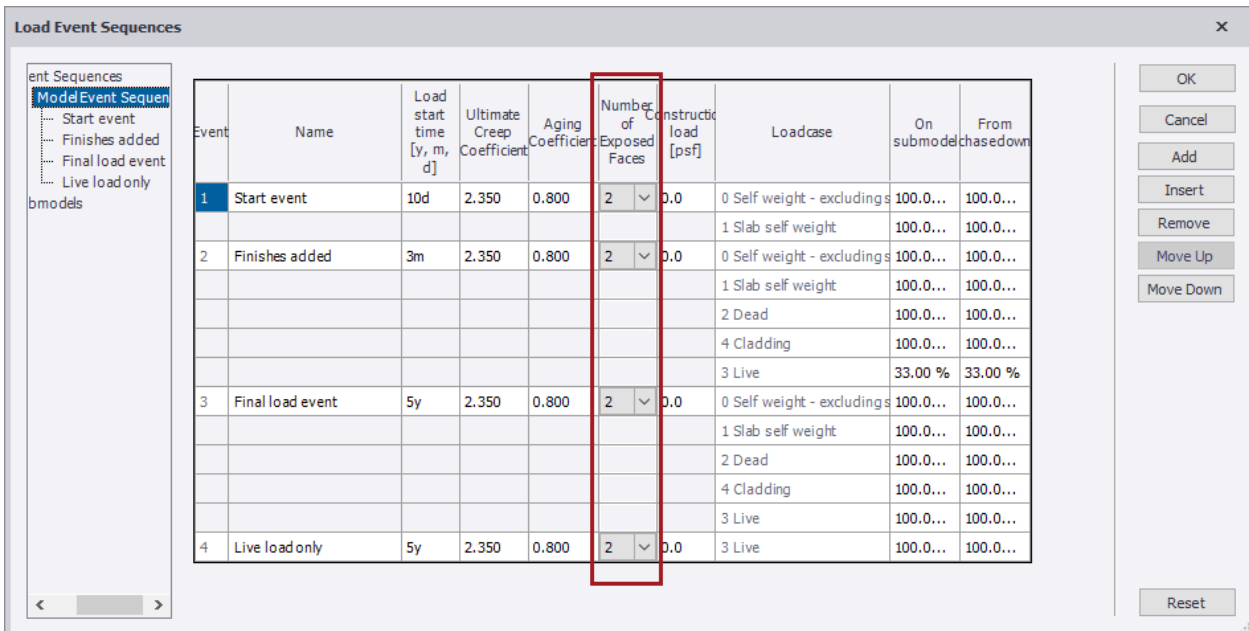 Load Event Sequences
ent Sequences
Model Event Sequen
Start event
Finishes added
Final load event
Live load only
bmodels
Event
Name
Load
start
time
[y, m,
d]
Ultimate
Creep
Coefficient
Aging
Coefficient
Number
of
Exposed
Faces
Constructio
load
[psf]
Loadcase
On
submodel
From
chasedown
1 Start event 10d 2.350 0.800 2 0.0 0 Self weight - excluding s 100.0... 100.0...
1 Slab self weight 100.0... 100.0...
2 Finishes added 3m 2.350 0.800 2 0.0 0 Self weight - excluding s 100.0... 100.0...
1 Slab self weight 100.0... 100.0...
2 Dead 100.0... 100.0...
4 Cladding 100.0... 100.0...
3 Live 33.00 % 33.00 %
3 Final load event 5y 2.350 0.800 2 0.0 0 Self weight - excluding s 100.0... 100.0...
1 Slab self weight 100.0... 100.0...
2 Dead 100.0... 100.0...
4 Cladding 100.0... 100.0...
3 Live 100.0... 100.0...
4 Live load only 5y 2.350 0.800 2 0.0 3 Live 100.0... 100.0...
OK
Cancel
Add
Insert
Remove
Move Up
Move Down
Reset